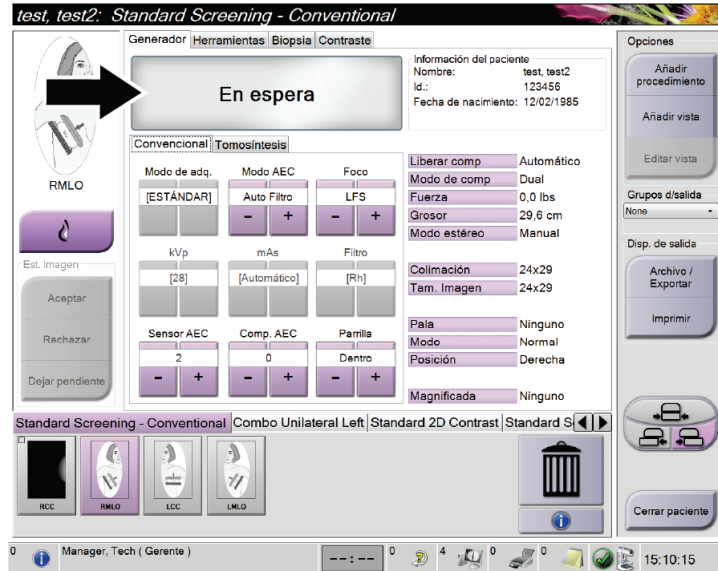 test, test2: Standard Screening - Conventional
Generador Herramientas Biopsia Contraste
En espera
Información del paciente
Nombre: test, test2
Id.: 123456
Fecha de nacimiento: 12/02/1985
Opciones
Añadir
procedimiento
Añadir vista
Editar vista
Grupos d/salida
None
Disp. de salida
Archivo /
Exportar
Imprimir
Cerrar paciente
RMLO
Est. Imagen
Aceptar
Rechazar
Dejar pendiente
Convencional Tomosíntesis
Modo de adq. Modo AEC Foco
[ESTÁNDAR] Auto Filtro LFS
- + - +
kVp mAs Filtro
[28] [Automático] [Rh]
Sensor AEC Comp. AEC Parrilla
2 0 Dentro
- + - + - +
Liberar comp Automático
Modo de comp Dual
Fuerza 0,0 lbs
Grosor 29,6 cm
Modo estéreo Manual
Colimación 24x29
Tam. Imagen 24x29
Pala Ninguno
Modo Normal
Posición Derecha
Magnificada Ninguno
Standard Screening - Conventional Combo Unilateral Left Standard 2D Contrast Standard S
RCC RMLO LCC LMLO
0 Manager, Tech ( Gerente ) --:-- 0 4 0 0 15:10:15